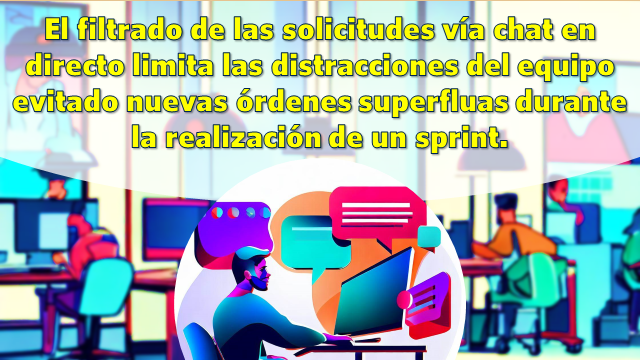 El filtrado de las solicitudes vía chat en
directo limita las distracciones del equipo
evitado nuevas órdenes superfluas durante
la realización de un sprint.